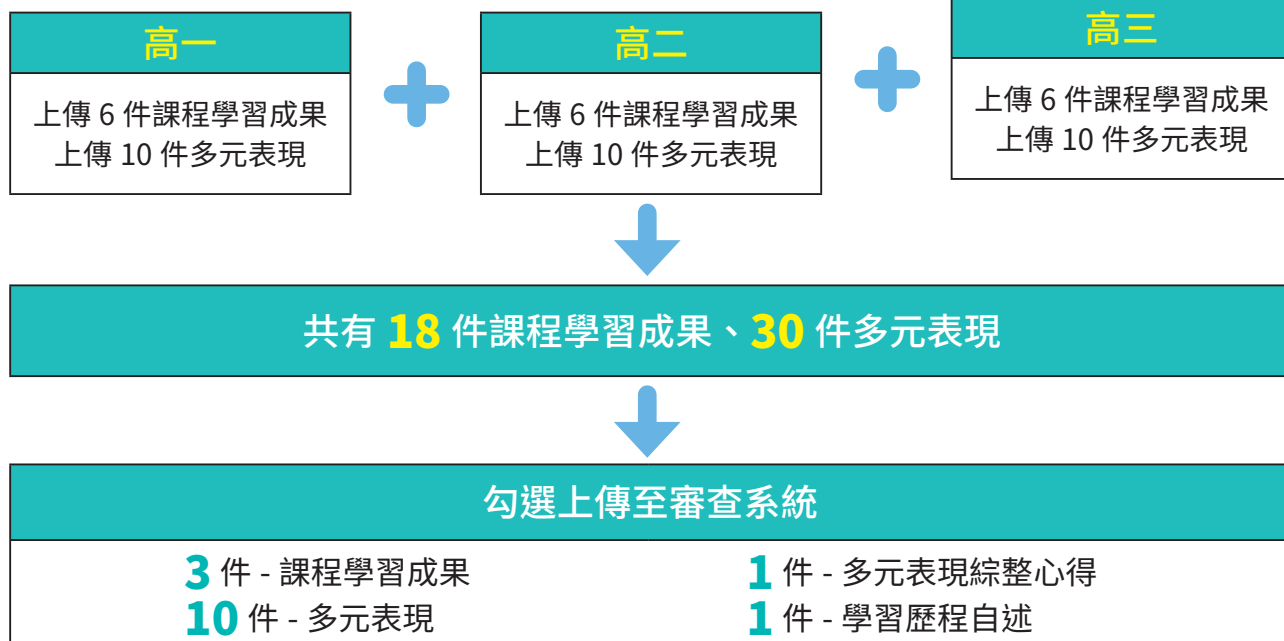 高一
上傳 6 件課程學習成果
上傳 10 件多元表現
高二
上傳 6 件課程學習成果
上傳 10 件多元表現
高三
上傳 6 件課程學習成果
上傳 10 件多元表現
共有 18 件課程學習成果、30 件多元表現
勾選上傳至審查系統
3 件 - 課程學習成果
10 件 - 多元表現
1 件 - 多元表現綜整心得
1 件 - 學習歷程自述